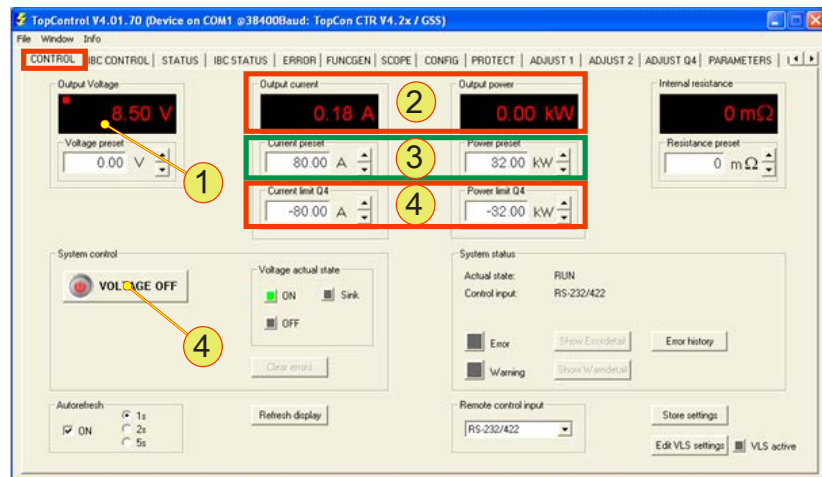 TopControl V4.01.70 (Device on COM1 @38400Baud: TopCon CTR V4.2x / GSS)
File Window Info
CONTROL IBC CONTROL STATUS IBC STATUS ERROR FUNCGEN SCOPE CONFIG PROTECT ADJUST 1 ADJUST 2 ADJUST Q4 PARAMETERS
Output Voltage Output current Output power Internal resistance
8.50 V 0.18 A 2 0.00 kW 0 mΩ
Voltage preset Current preset Power preset Resistance preset
0.00 V 80.00 A 3 32.00 kW 0 mΩ
1
Current limit Q4 Power limit Q4
-80.00 A 4 -32.00 kW
System control System status
VOLTAGE OFF Voltage actual state Actual state: RUN
ON Sink Control input: RS-232/422
OFF
4 Error Show Errordetail Error history
Clear errors Warning Show Warndetail
Autorefresh Remote control input
ON 1s Refresh display RS-232/422 Store settings
2s
5s Edit VLS settings VLS active